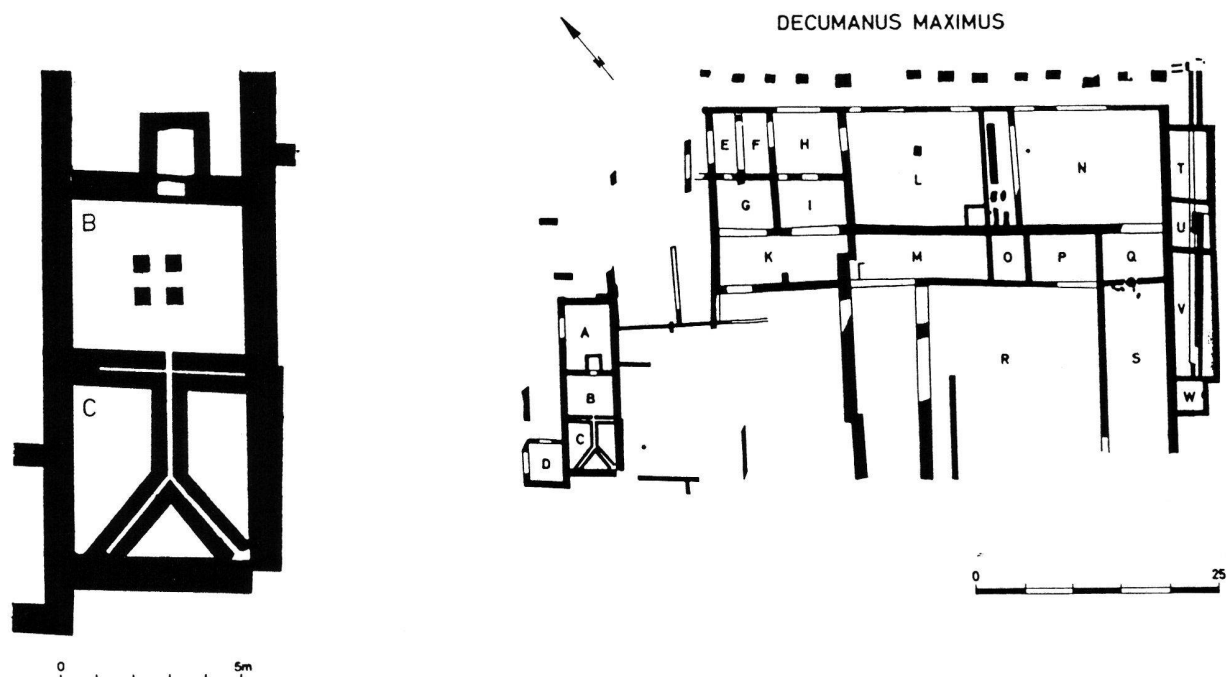 DECUMANUS MAXIMUS
N
E F H L N T
G I U
K M O P Q
A V
B R S
C W
D
0 25
B
C
0 5m